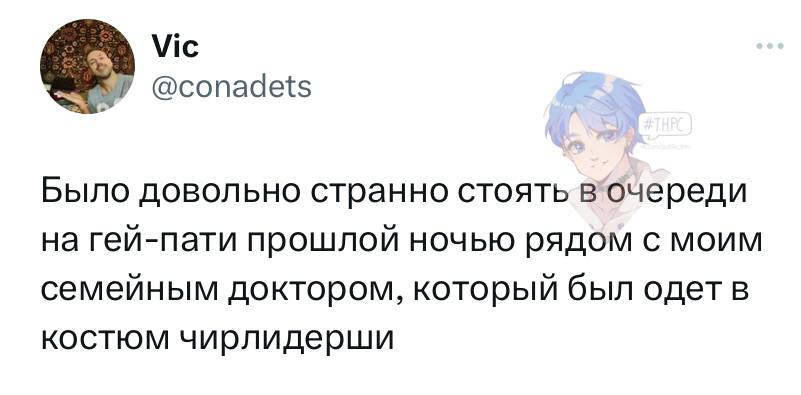 Vic
@conadets
#ТНРС
Было довольно странно стоять в очереди
на гей-пати прошлой ночью рядом с моим
семейным доктором, который был одет в
костюм чирлидерши